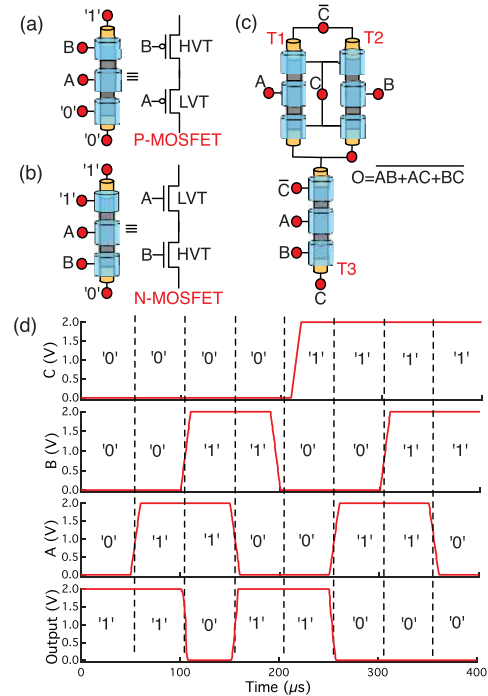 (a)
'1'
B
A
'0'
'0'
≡
B
HVT
A
LVT
P-MOSFET
(b)
'1'
'1'
A
B
'0'
≡
A
LVT
B
HVT
N-MOSFET
(c)
C̅
T1
T2
A
C
B
O=A̅B̅+̅A̅C̅+̅B̅C̅
C̅
A
B
T3
C
(d)
C (V)
2.0
1.5
1.0
0.5
0.0
'0' '0' '0' '0' '1' '1' '1' '1'
B (V)
2.0
1.5
1.0
0.5
0.0
'0' '0' '1' '1' '0' '0' '1' '1'
A (V)
2.0
1.5
1.0
0.5
0.0
'0' '1' '1' '0' '0' '1' '1' '0'
Output (V)
2.0
1.5
1.0
0.5
0.0
'1' '1' '0' '1' '1' '0' '0' '0'
0 100 200 300 400
Time (μs)